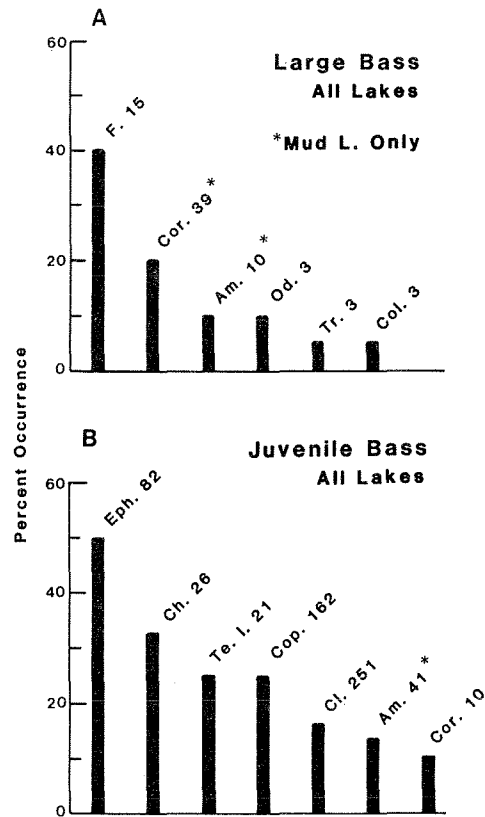 A
Large Bass
All Lakes
*Mud L. Only
60
40
20
0
F. 15
Cor. 39*
Am. 10*
Od. 3
Tr. 3
Col. 3
Percent Occurrence
B
Juvenile Bass
All Lakes
60
40
20
0
Eph. 82
Ch. 26
Te. I. 21
Cop. 162
Cl. 251
Am. 41*
Cor. 10